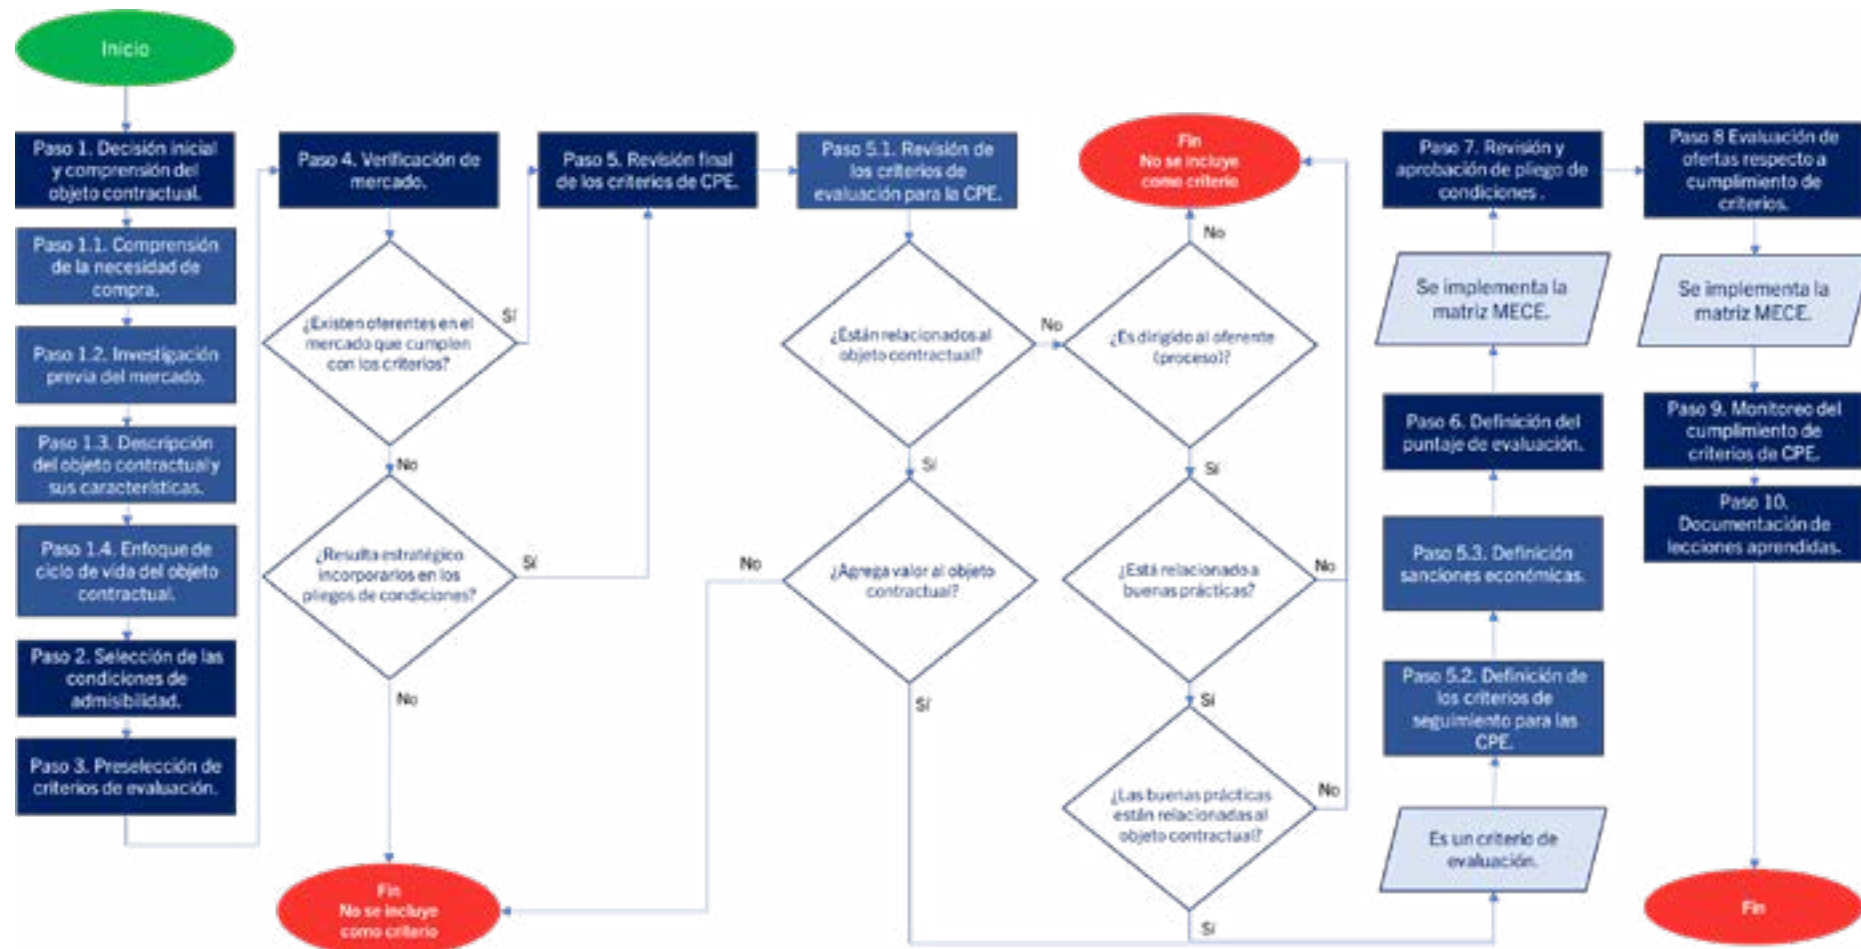 Inicio
Paso 1. Decisión inicial
y comprensión del
objeto contractual.
Paso 1.1. Comprensión
de la necesidad de
compra.
Paso 1.2. Investigación
previa del mercado.
Paso 1.3. Descripción
del objeto contractual y
sus características.
Paso 1.4. Enfoque de
ciclo de vida del objeto
contractual.
Paso 2. Selección de las
condiciones de
admisibilidad.
Paso 3. Preselección de
criterios de evaluación.
Paso 4. Verificación de
mercado.
¿Existen oferentes en el
mercado que cumplen
con los criterios?
Sí
No
¿Resulta estratégico
incorporarlos en los
pliegos de condiciones?
Sí
No
Fin
No se incluye
como criterio
Paso 5. Revisión final
de los criterios de CPE.
Paso 5.1. Revisión de
los criterios de
evaluación para la CPE.
¿Están relacionados al
objeto contractual?
No
Sí
¿Agrega valor al objeto
contractual?
No
Sí
Fin
No se incluye
como criterio
No
¿Es dirigido al oferente
(proceso)?
Sí
¿Está relacionado a
buenas prácticas?
No
Sí
¿Las buenas prácticas
están relacionadas al
objeto contractual?
No
Sí
Paso 7. Revisión y
aprobación de pliego de
condiciones .
Se implementa la
matriz MECE.
Paso 6. Definición del
puntaje de evaluación.
Paso 5.3. Definición
sanciones económicas.
Paso 5.2. Definición de
los criterios de
seguimiento para las
CPE.
Es un criterio de
evaluación.
Paso 8 Evaluación de
ofertas respecto a
cumplimiento de
criterios.
Se implementa la
matriz MECE.
Paso 9. Monitoreo del
cumplimiento de
criterios de CPE.
Paso 10.
Documentación de
lecciones aprendidas.
Fin